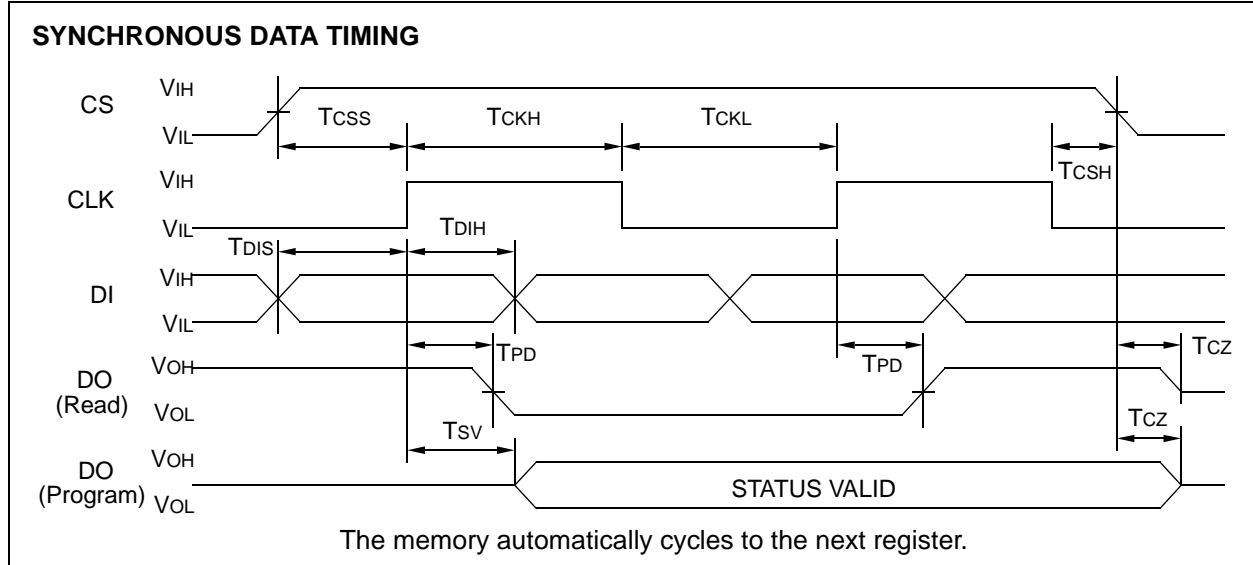 SYNCHRONOUS DATA TIMING
CS
VIH
VIL
TCSS
TCKH
TCKL
TCSH
CLK
VIH
VIL
TDIS
TDIH
DI
VIH
VIL
TPD
TPD
TCZ
DO
(Read)
VOH
VOL
TSV
TCZ
DO
(Program)
VOH
VOL
STATUS VALID
The memory automatically cycles to the next register.